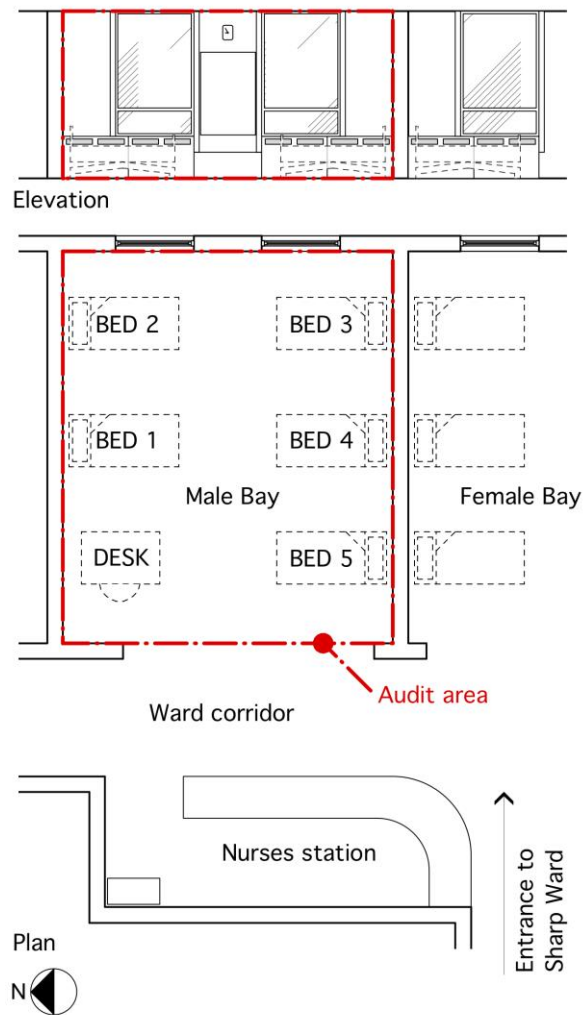 Elevation
BED 2
BED 3
BED 1
BED 4
Male Bay
Female Bay
DESK
BED 5
Audit area
Ward corridor
Nurses station
Entrance to
Sharp Ward
Plan
N